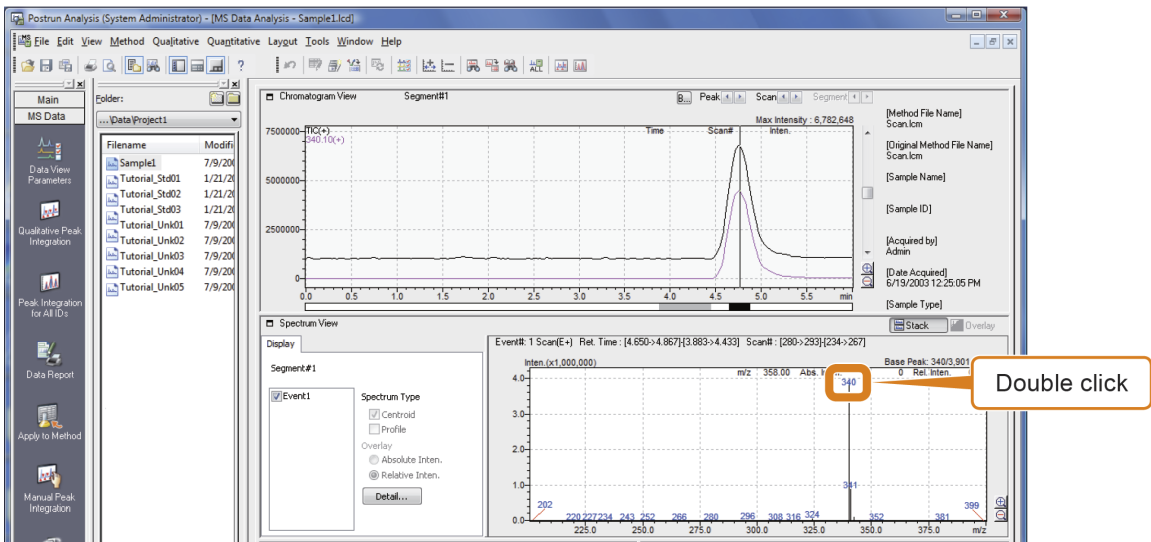 Postrun Analysis (System Administrator) - [MS Data Analysis - Sample1.lcd]
File Edit View Method Qualitative Quantitative Layout Tools Window Help
Main
MS Data
Data View
Parameters
Qualitative Peak
Integration
Peak Integration
for All IDs
Data Report
Apply to Method
Manual Peak
Integration
Folder:
...\Data\Project1
Filename Modifi
Sample1 7/9/200
Tutorial_Std01 1/21/20
Tutorial_Std02 1/21/20
Tutorial_Std03 1/21/20
Tutorial_Unk01 7/9/200
Tutorial_Unk02 7/9/200
Tutorial_Unk03 7/9/200
Tutorial_Unk04 7/9/200
Tutorial_Unk05 7/9/200
Chromatogram View Segment#1 B... Peak Scan Segment
Max Intensity : 6,782,648
7500000 TIC(+) Time Scan# Inten.
340.10(+)
5000000
2500000
0
0.0 0.5 1.0 1.5 2.0 2.5 3.0 3.5 4.0 4.5 5.0 5.5 min
[Method File Name]
Scan.lcm
[Original Method File Name]
Scan.lcm
[Sample Name]
[Sample ID]
[Acquired by]
Admin
[Date Acquired]
6/19/2003 12:25:05 PM
[Sample Type]
Spectrum View Stack Overlay
Display
Segment#1
Event1
Spectrum Type
Centroid
Profile
Overlay
Absolute Inten.
Relative Inten.
Detail...
Event#: 1 Scan(E+) Ret. Time : [4.650->4.867]-[3.883->4.433] Scan# : [280->293]-[234->267]
Inten.(x1,000,000) Base Peak: 340/3,901
m/z 358.00 Abs. 0 Rel. Inten.
4.0 340
3.0
2.0
1.0 341
202 399
220 227 234 243 252 266 280 296 308 316 324 352 381
0.0
225.0 250.0 275.0 300.0 325.0 350.0 375.0 m/z
Double click